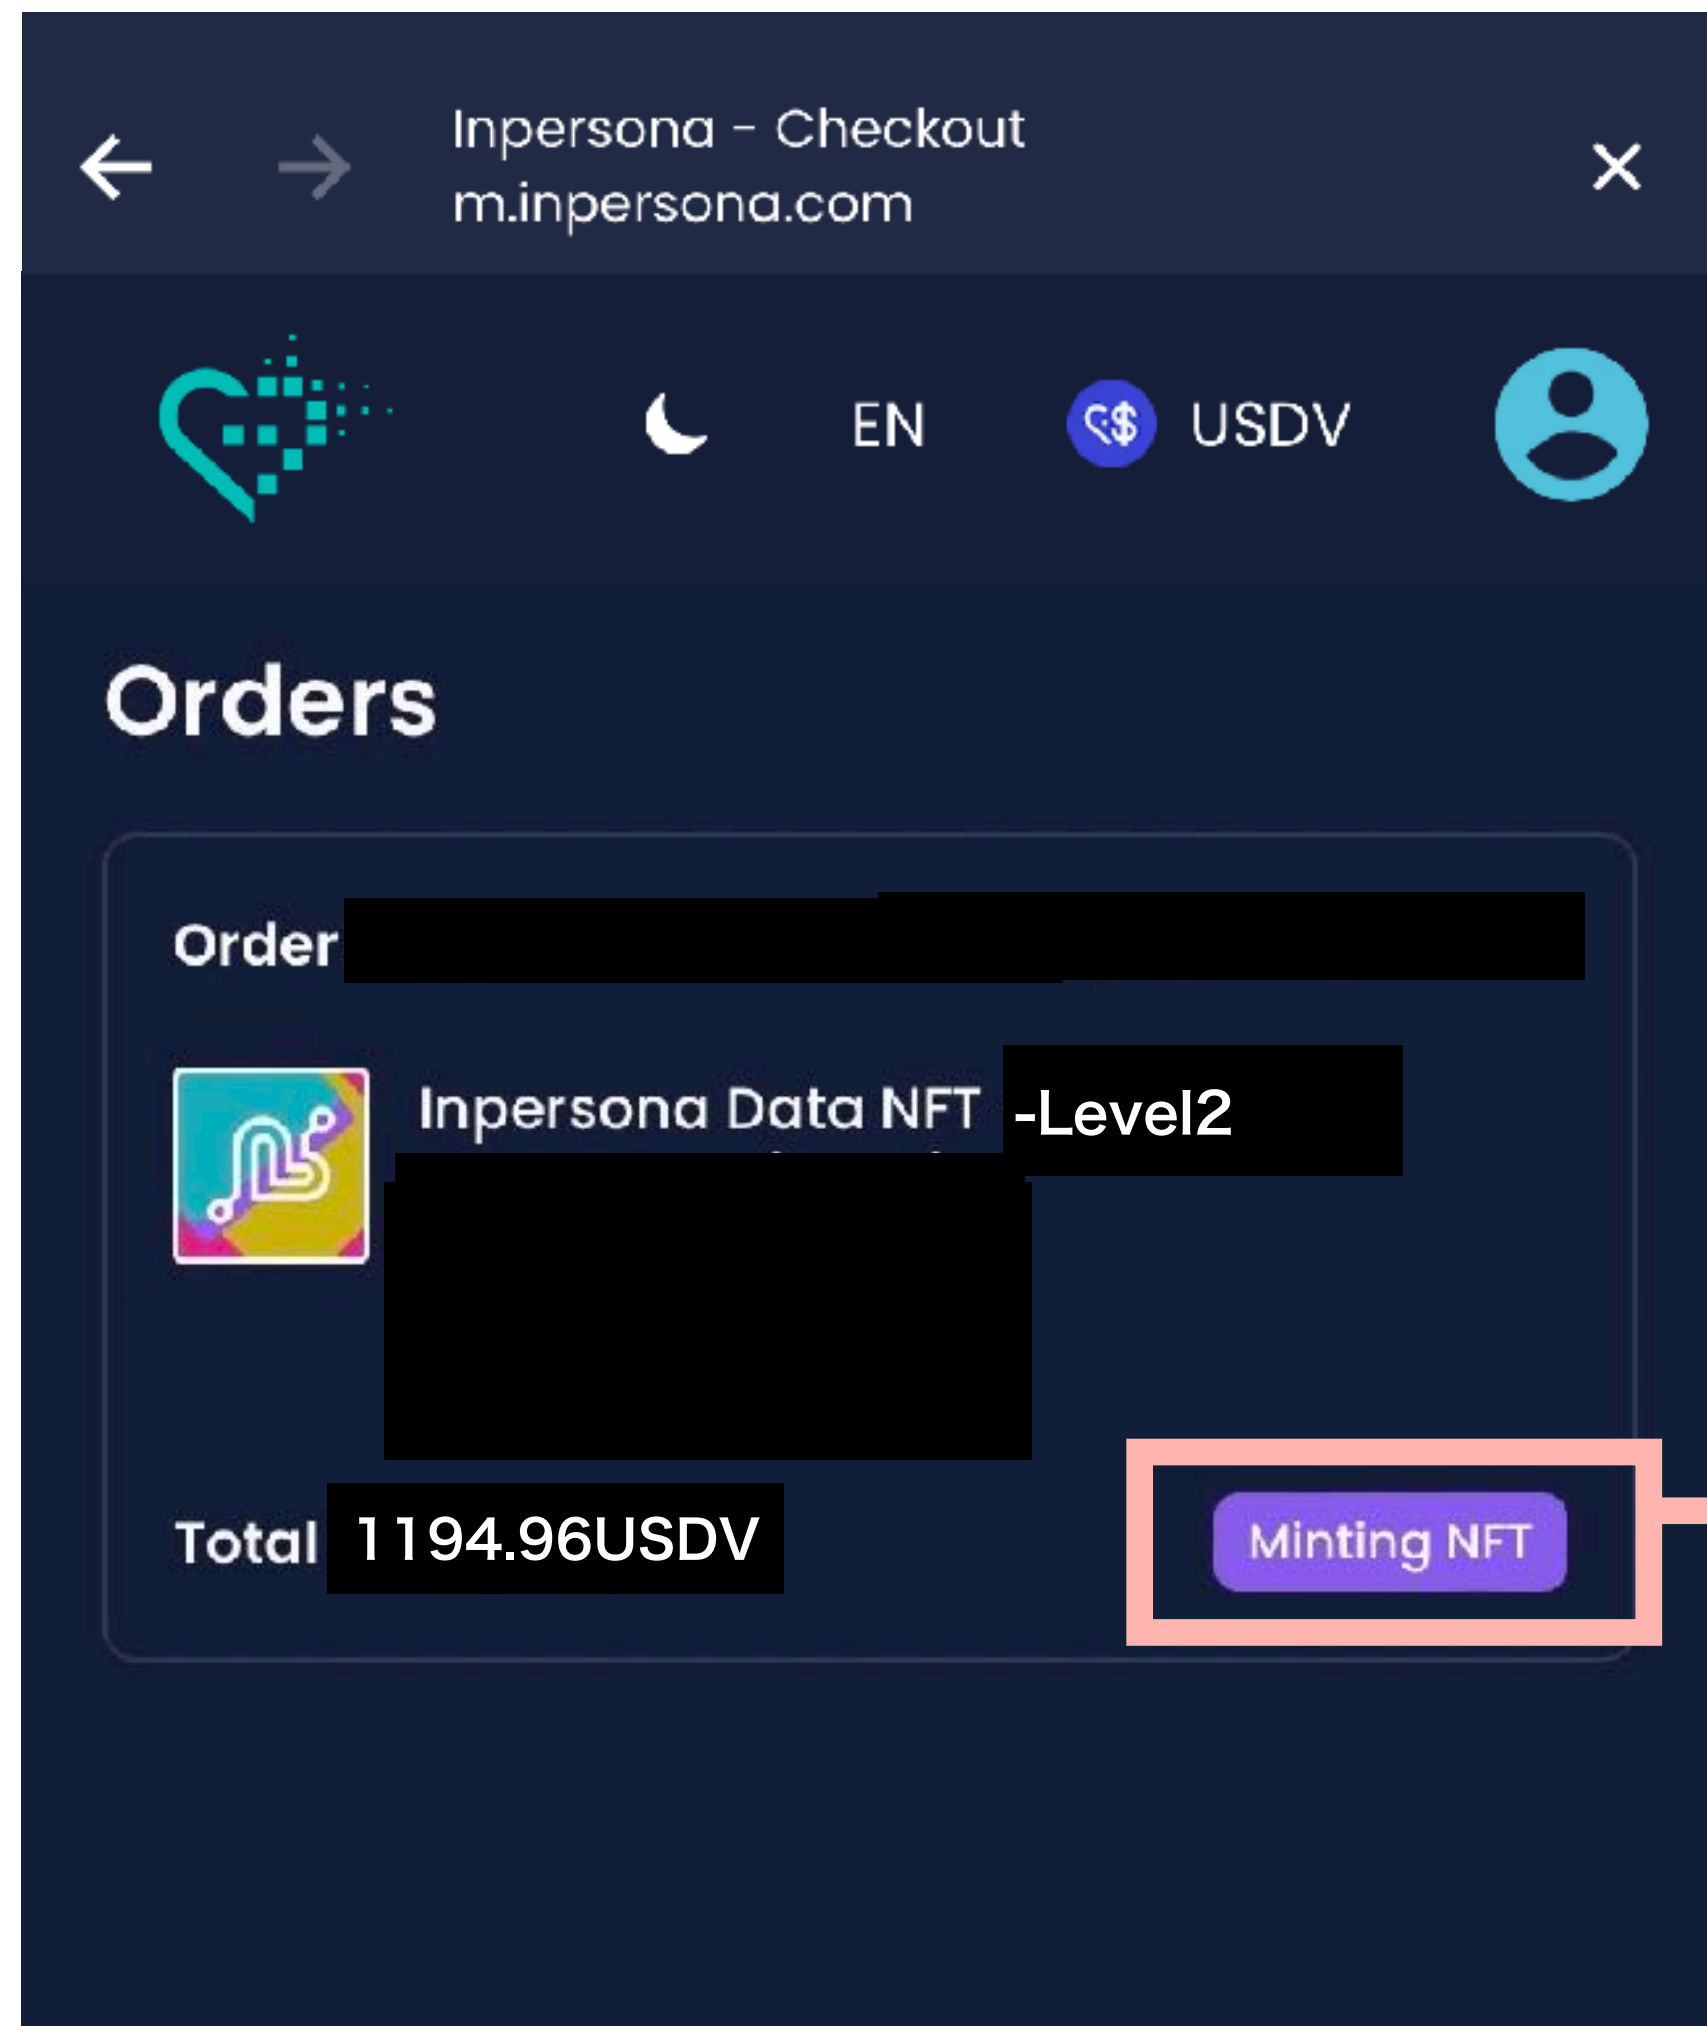 Inpersona - Checkout
m.inpersona.com
EN
USDV
Orders
Order
Inpersona Data NFT -Level2
Total 1194.96USDV
Minting NFT